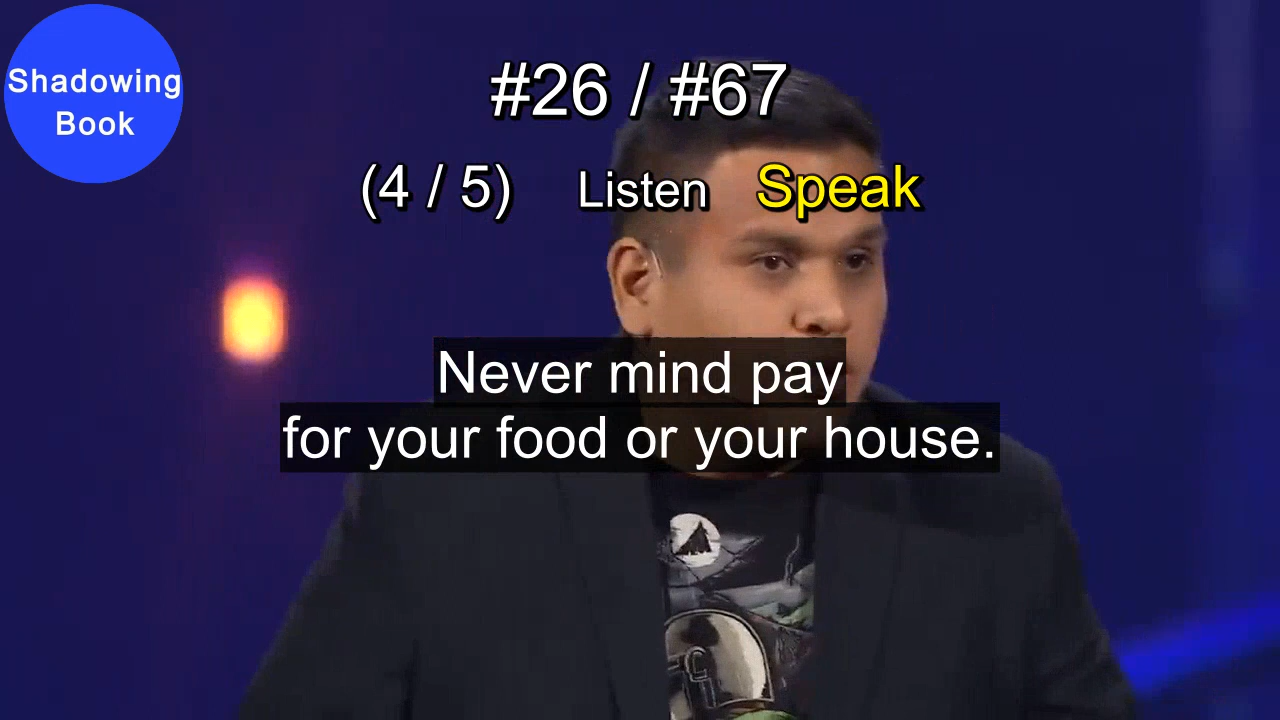 Shadowing
Book
#26 / #67
(4 / 5) Listen Speak
Never mind pay
for your food or your house.